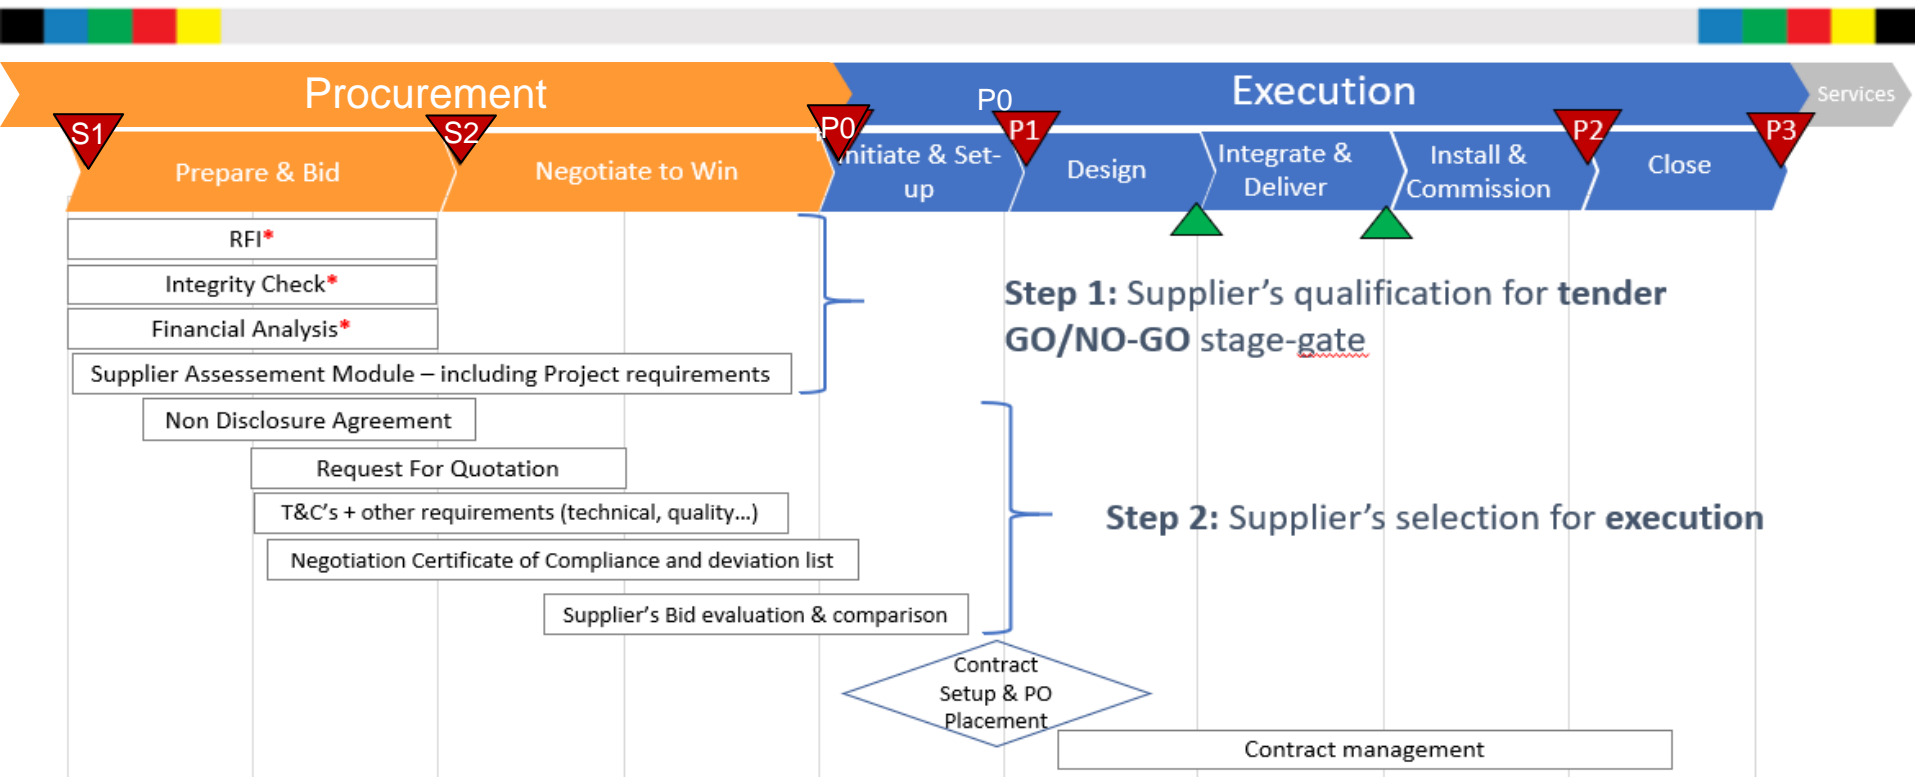 Procurement
Execution
Services
P0
S1
S2
P0
P1
P2
P3
Prepare & Bid
Negotiate to Win
nitiate & Set-
up
Design
Integrate &
Deliver
Install &
Commission
Close
RFI*
Integrity Check*
Financial Analysis*
Supplier Assessement Module – including Project requirements
Non Disclosure Agreement
Request For Quotation
T&C's + other requirements (technical, quality...)
Negotiation Certificate of Compliance and deviation list
Supplier's Bid evaluation & comparison
Step 1: Supplier's qualification for tender
GO/NO-GO stage-gate
Step 2: Supplier's selection for execution
Contract
Setup & PO
Placement
Contract management